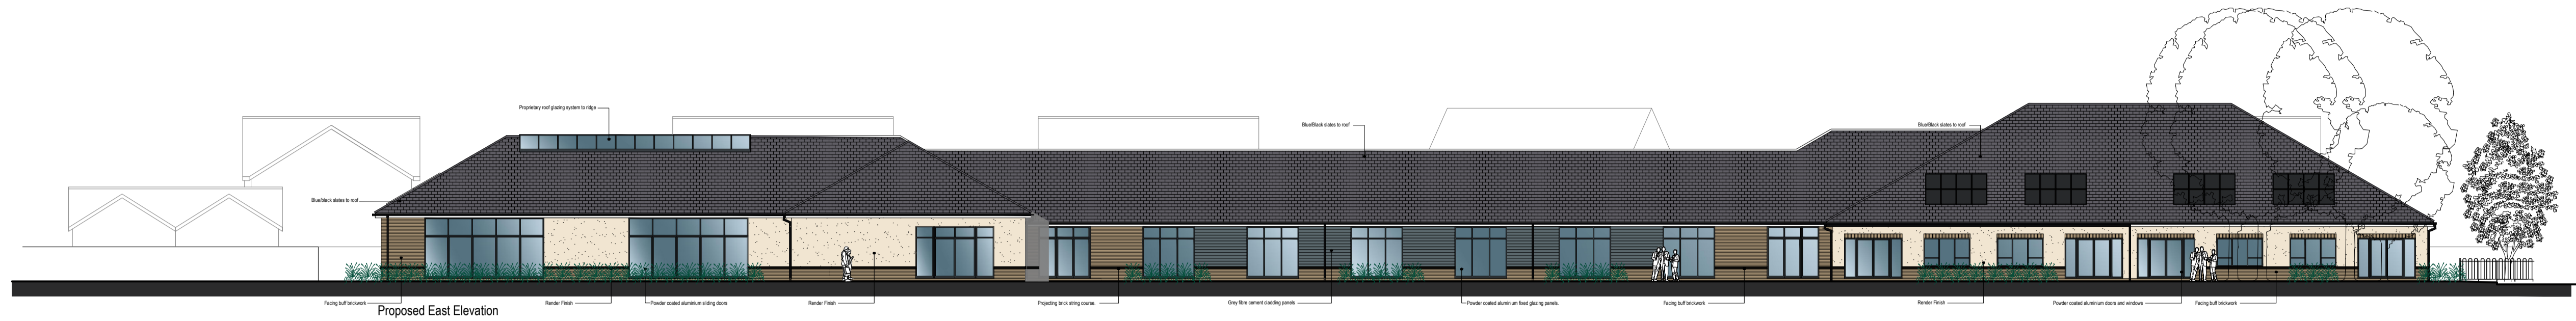 Proprietary roof glazing system to ridge
Blue/Black slates to roof
Blue/Black slates to roof
Blue/black slates to roof
Facing buff brickwork
Render Finish
Powder coated aluminium sliding doors
Render Finish
Projecting brick string course.
Grey fibre cement cladding panels
Powder coated aluminium fixed glazing panels.
Facing buff brickwork
Render Finish
Powder coated aluminium doors and windows
Facing buff brickwork
Proposed East Elevation